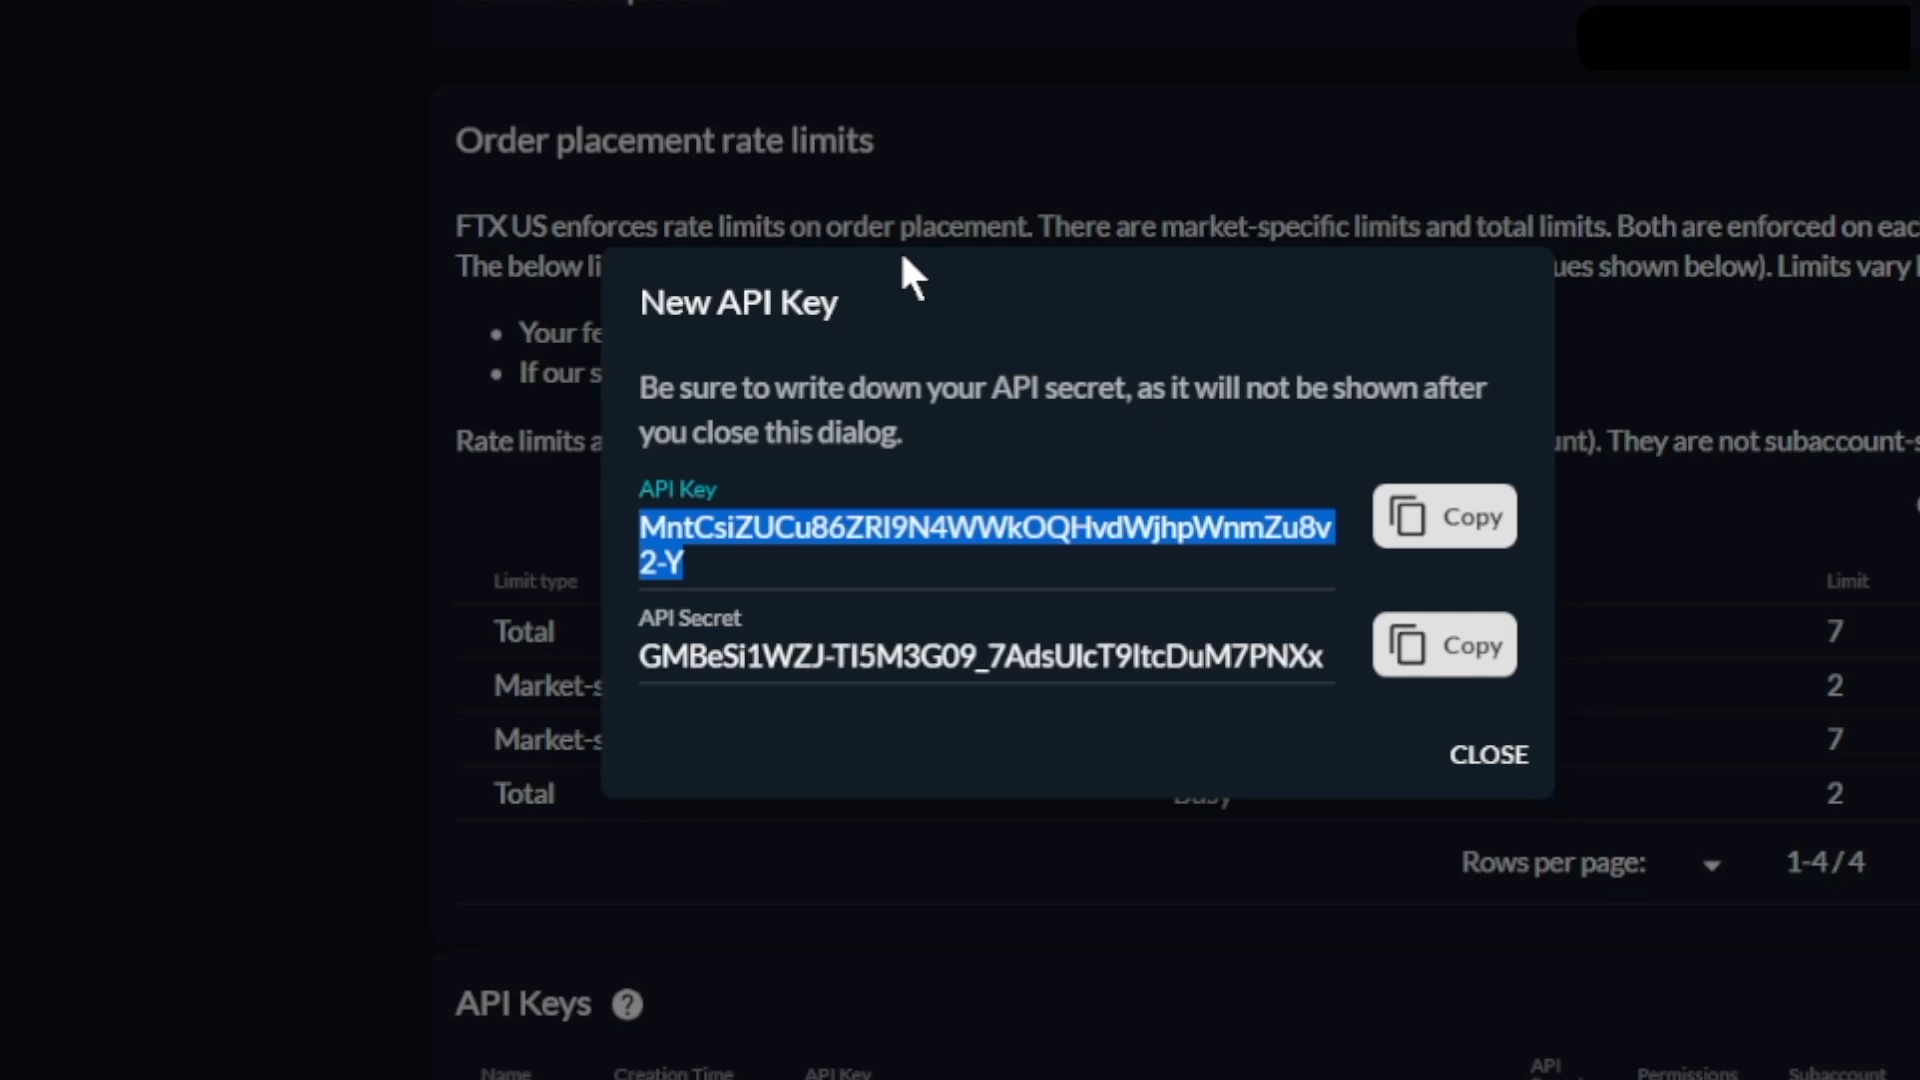 Order placement rate limits
FTX US enforces rate limits on order placement. There are market-specific limits and total limits. Both are enforced on eac
The below li
ues shown below). Limits vary
New API Key
Your fe
If our s
Be sure to write down your API secret, as it will not be shown after
you close this dialog.
Rate limits a
unt). They are not subaccount-s
API Key
MntCsiZUCu86ZRl9N4WWkOQHvdWjhpWnmZu8v
2-Y
Copy
Limit type
Limit
API Secret
GMBeSi1WZJ-TI5M3G09_7AdsUlcT9ItcDuM7PNXx
Copy
Total
7
Market-s
2
Market-s
7
CLOSE
Total
Busy
2
Rows per page:
1-4 / 4
API Keys ?
Name
Creation Time
API Key
API
Permissions
Subaccount